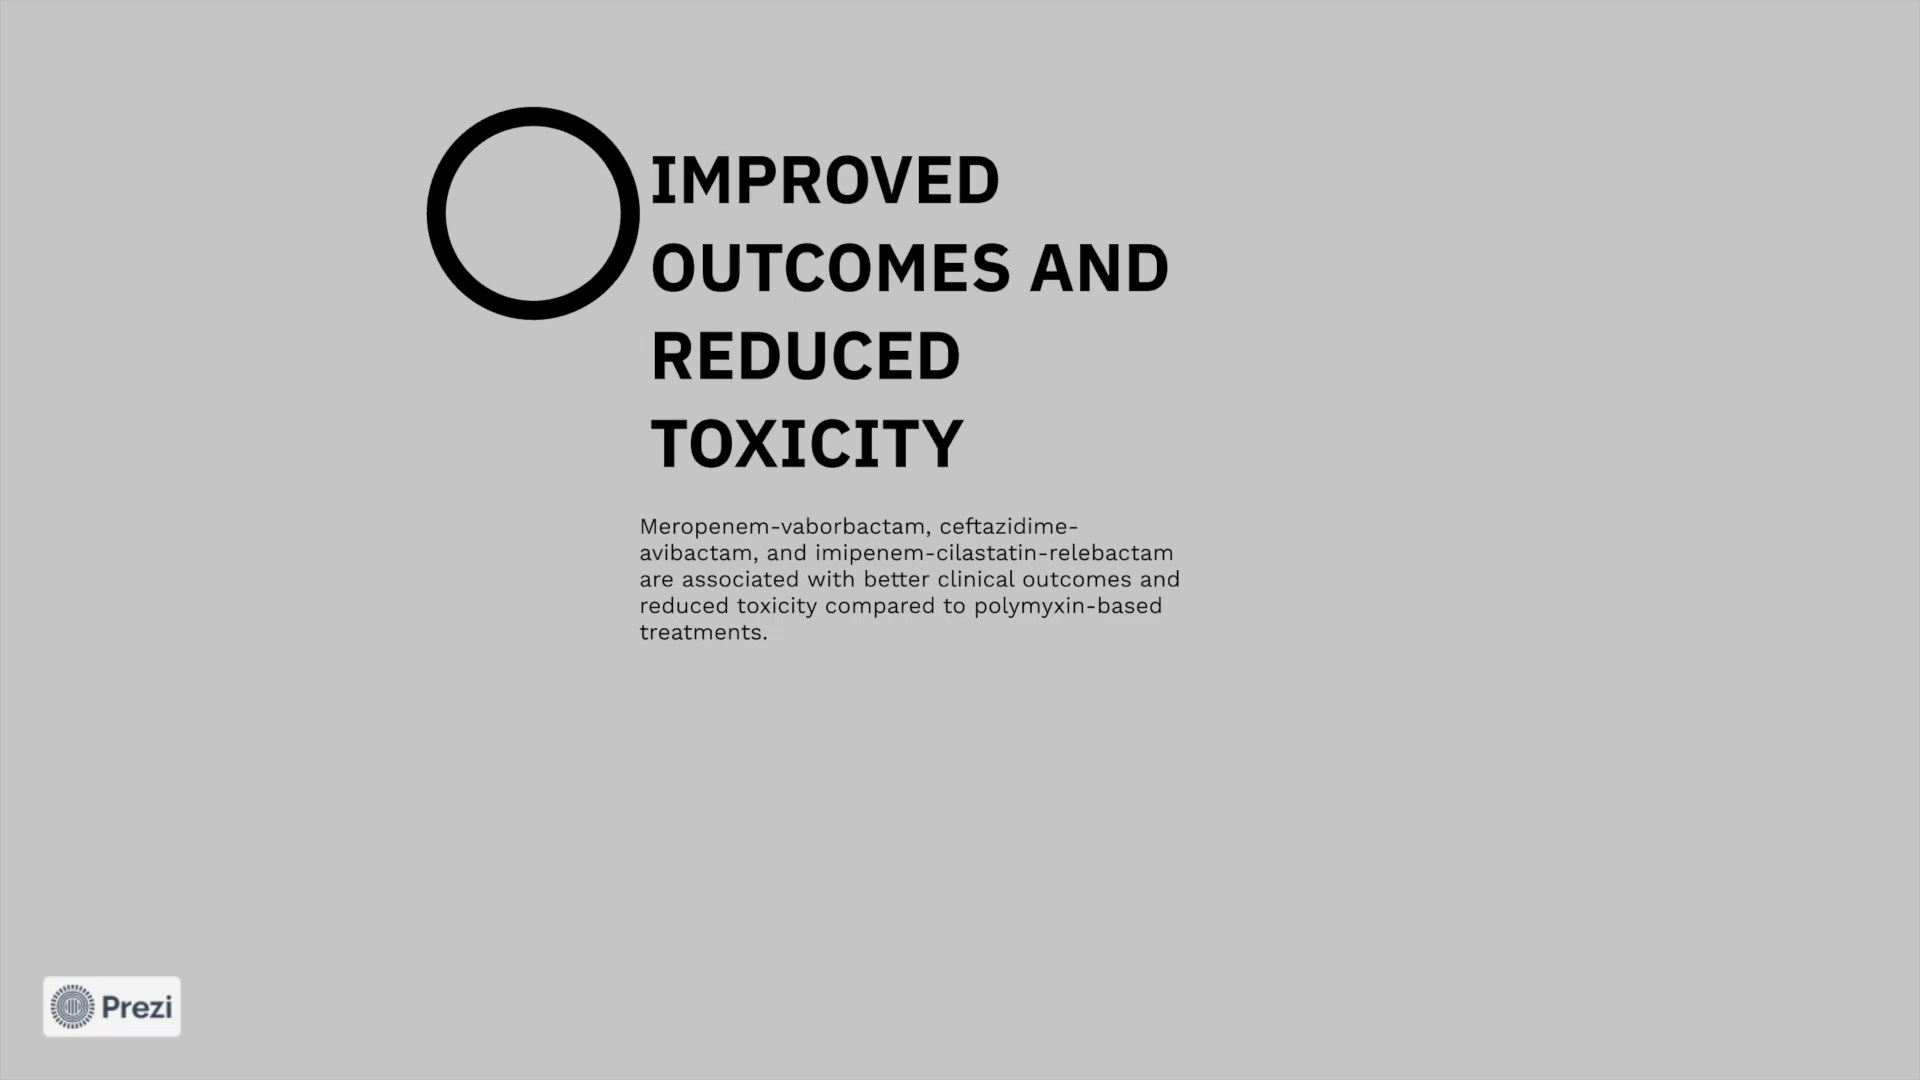 IMPROVED
OUTCOMES AND
REDUCED
TOXICITY
Meropenem-vaborbactam, ceftazidime-
avibactam, and imipenem-cilastatin-relebactam
are associated with better clinical outcomes and
reduced toxicity compared to polymyxin-based
treatments.
Prezi